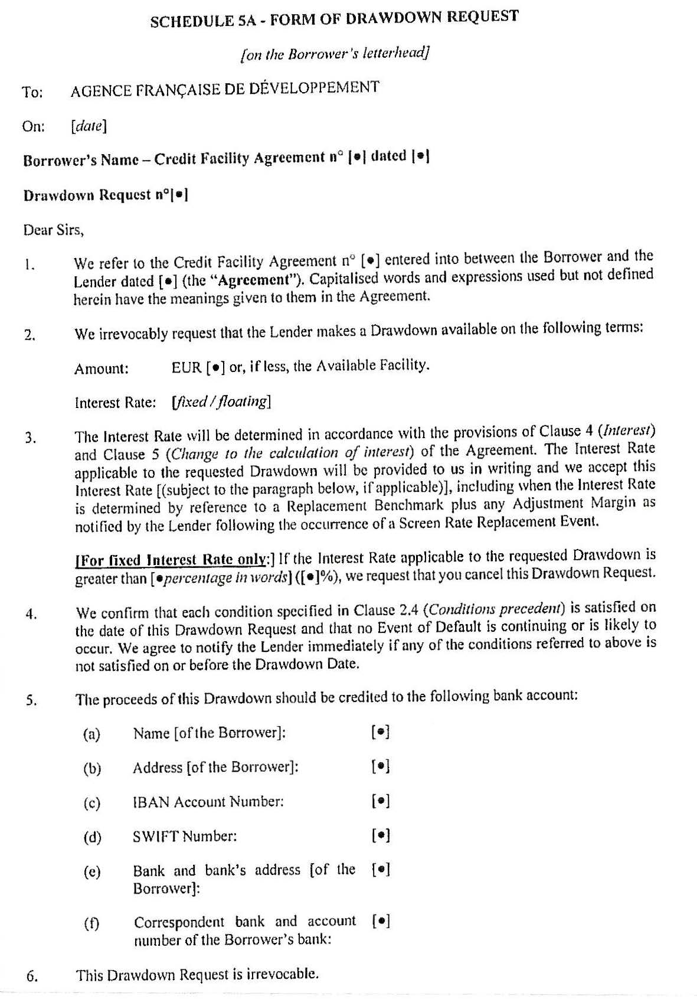 SCHEDULE 5A - FORM OF DRAWDOWN REQUEST
[on the Borrower's letterhead]
To: AGENCE FRANÇAISE DE DÉVELOPPEMENT
On: [date]
Borrower's Name – Credit Facility Agreement n° [●] dated [●]
Drawdown Request n°[●]
Dear Sirs,
1. We refer to the Credit Facility Agreement n° [●] entered into between the Borrower and the
Lender dated [●] (the “Agreement”). Capitalised words and expressions used but not defined
herein have the meanings given to them in the Agreement.
2. We irrevocably request that the Lender makes a Drawdown available on the following terms:
Amount: EUR [●] or, if less, the Available Facility.
Interest Rate: [fixed / floating]
3. The Interest Rate will be determined in accordance with the provisions of Clause 4 (Interest)
and Clause 5 (Change to the calculation of interest) of the Agreement. The Interest Rate
applicable to the requested Drawdown will be provided to us in writing and we accept this
Interest Rate [(subject to the paragraph below, if applicable)], including when the Interest Rate
is determined by reference to a Replacement Benchmark plus any Adjustment Margin as
notified by the Lender following the occurrence of a Screen Rate Replacement Event.
[For fixed Interest Rate only:] If the Interest Rate applicable to the requested Drawdown is
greater than [●percentage in words] ([●]%), we request that you cancel this Drawdown Request.
4. We confirm that each condition specified in Clause 2.4 (Conditions precedent) is satisfied on
the date of this Drawdown Request and that no Event of Default is continuing or is likely to
occur. We agree to notify the Lender immediately if any of the conditions referred to above is
not satisfied on or before the Drawdown Date.
5. The proceeds of this Drawdown should be credited to the following bank account:
(a) Name [of the Borrower]: [●]
(b) Address [of the Borrower]: [●]
(c) IBAN Account Number: [●]
(d) SWIFT Number: [●]
(e) Bank and bank's address [of the [●]
Borrower]:
(f) Correspondent bank and account [●]
number of the Borrower's bank:
6. This Drawdown Request is irrevocable.